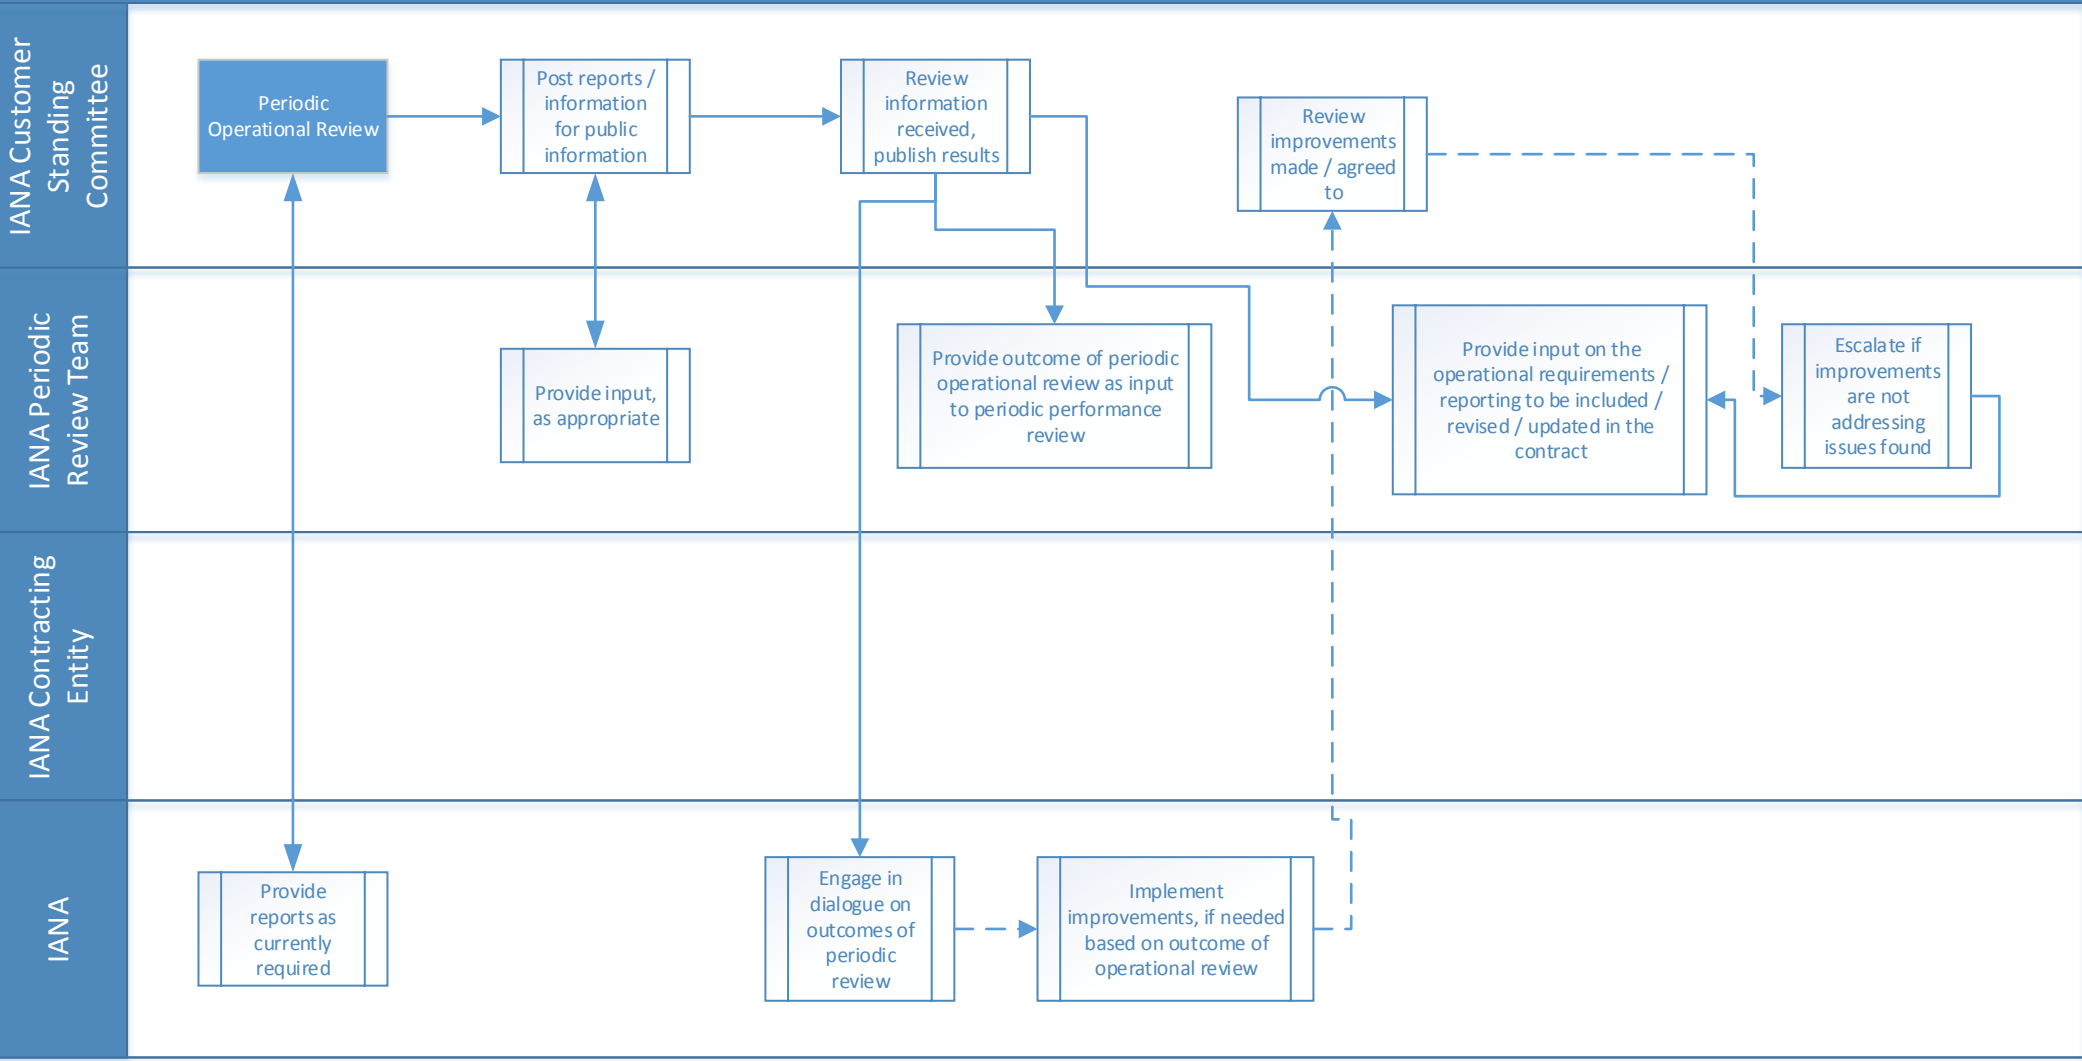 IANA Customer
Standing
Committee
Periodic
Operational Review
Post reports /
information
for public
information
Review
information
received,
publish results
Review
improvements
made / agreed
to
IANA Periodic
Review Team
Provide input,
as appropriate
Provide outcome of periodic
operational review as input
to periodic performance
review
Provide input on the
operational requirements /
reporting to be included /
revised / updated in the
contract
Escalate if
improvements
are not
addressing
issues found
IANA Contracting
Entity
IANA
Provide
reports as
currently
required
Engage in
dialogue on
outcomes of
periodic
review
Implement
improvements, if needed
based on outcome of
operational review